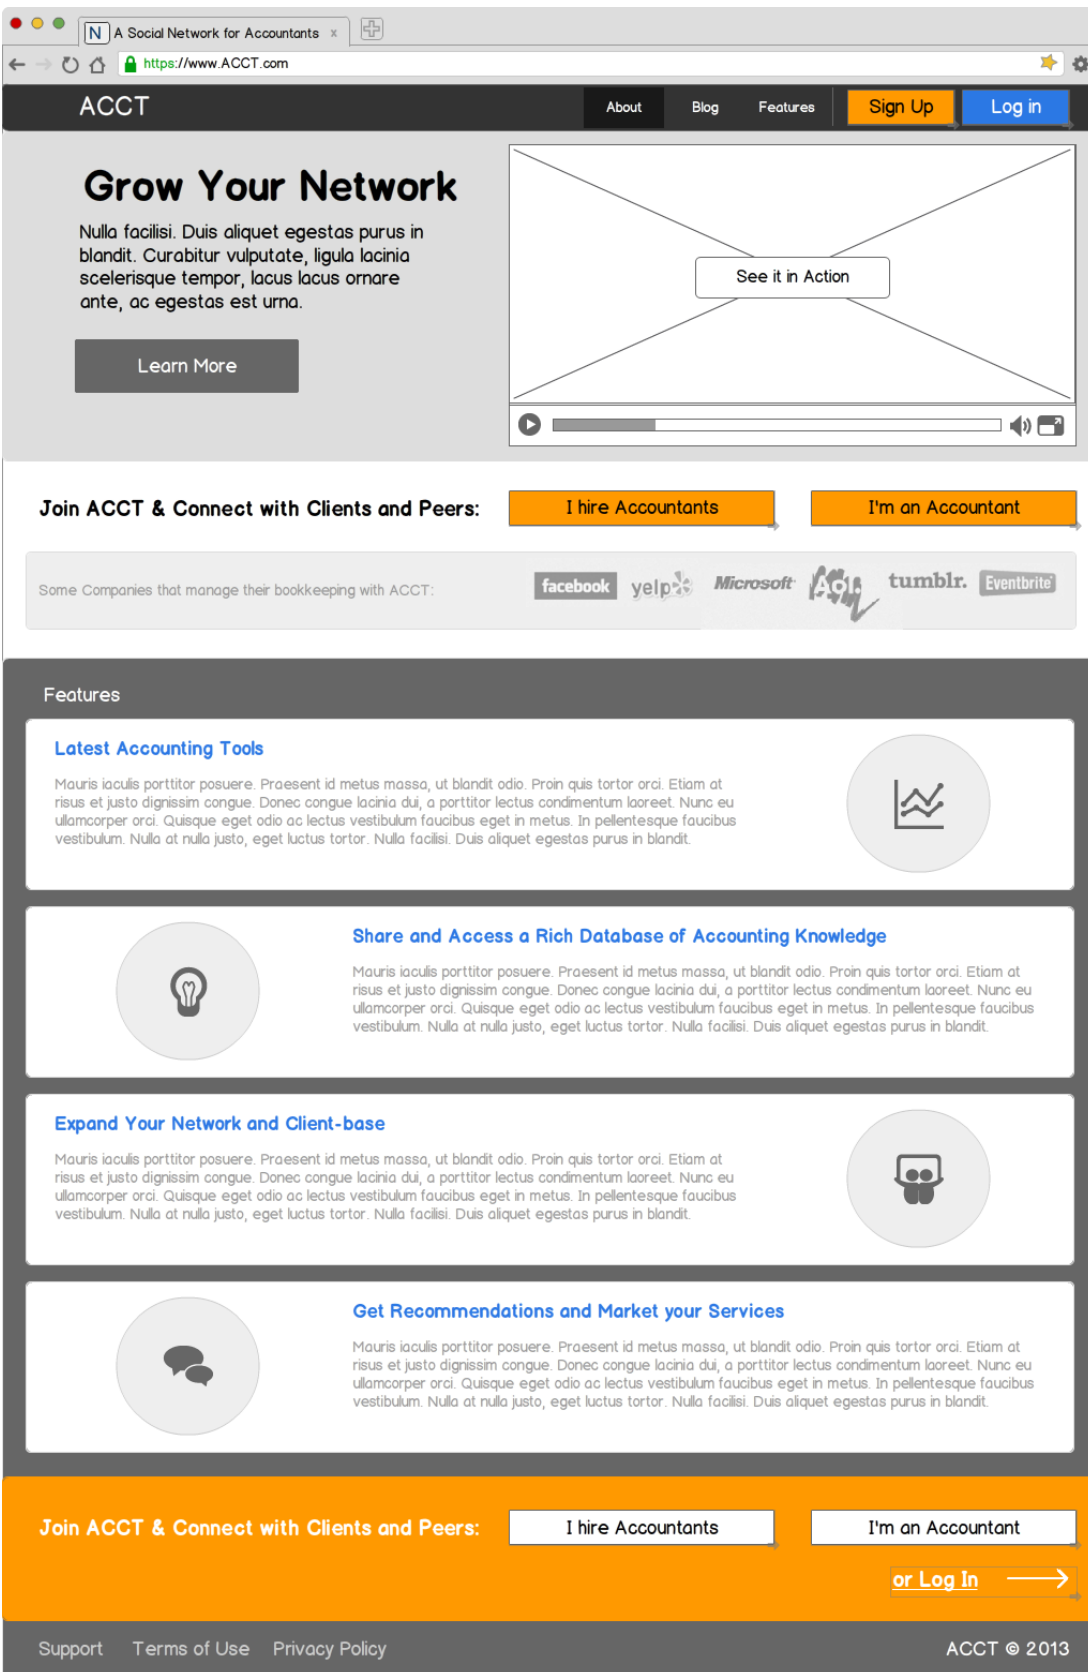 N A Social Network for Accountants x
https://www.ACCT.com
ACCT About Blog Features Sign Up Log in
Grow Your Network
Nulla facilisi. Duis aliquet egestas purus in
blandit. Curabitur vulputate, ligula lacinia
scelerisque tempor, lacus lacus ornare
ante, ac egestas est urna.
Learn More
See it in Action
Join ACCT & Connect with Clients and Peers: I hire Accountants I'm an Accountant
Some Companies that manage their bookkeeping with ACCT: facebook yelp Microsoft Aol. tumblr. Eventbrite
Features
Latest Accounting Tools
Mauris iaculis porttitor posuere. Praesent id metus massa, ut blandit odio. Proin quis tortor orci. Etiam at
risus et justo dignissim congue. Donec congue lacinia dui, a porttitor lectus condimentum laoreet. Nunc eu
ullamcorper orci. Quisque eget odio ac lectus vestibulum faucibus eget in metus. In pellentesque faucibus
vestibulum. Nulla at nulla justo, eget luctus tortor. Nulla facilisi. Duis aliquet egestas purus in blandit.
Share and Access a Rich Database of Accounting Knowledge
Mauris iaculis porttitor posuere. Praesent id metus massa, ut blandit odio. Proin quis tortor orci. Etiam at
risus et justo dignissim congue. Donec congue lacinia dui, a porttitor lectus condimentum laoreet. Nunc eu
ullamcorper orci. Quisque eget odio ac lectus vestibulum faucibus eget in metus. In pellentesque faucibus
vestibulum. Nulla at nulla justo, eget luctus tortor. Nulla facilisi. Duis aliquet egestas purus in blandit.
Expand Your Network and Client-base
Mauris iaculis porttitor posuere. Praesent id metus massa, ut blandit odio. Proin quis tortor orci. Etiam at
risus et justo dignissim congue. Donec congue lacinia dui, a porttitor lectus condimentum laoreet. Nunc eu
ullamcorper orci. Quisque eget odio ac lectus vestibulum faucibus eget in metus. In pellentesque faucibus
vestibulum. Nulla at nulla justo, eget luctus tortor. Nulla facilisi. Duis aliquet egestas purus in blandit.
Get Recommendations and Market your Services
Mauris iaculis porttitor posuere. Praesent id metus massa, ut blandit odio. Proin quis tortor orci. Etiam at
risus et justo dignissim congue. Donec congue lacinia dui, a porttitor lectus condimentum laoreet. Nunc eu
ullamcorper orci. Quisque eget odio ac lectus vestibulum faucibus eget in metus. In pellentesque faucibus
vestibulum. Nulla at nulla justo, eget luctus tortor. Nulla facilisi. Duis aliquet egestas purus in blandit.
Join ACCT & Connect with Clients and Peers: I hire Accountants I'm an Accountant
or Log In
Support Terms of Use Privacy Policy ACCT © 2013